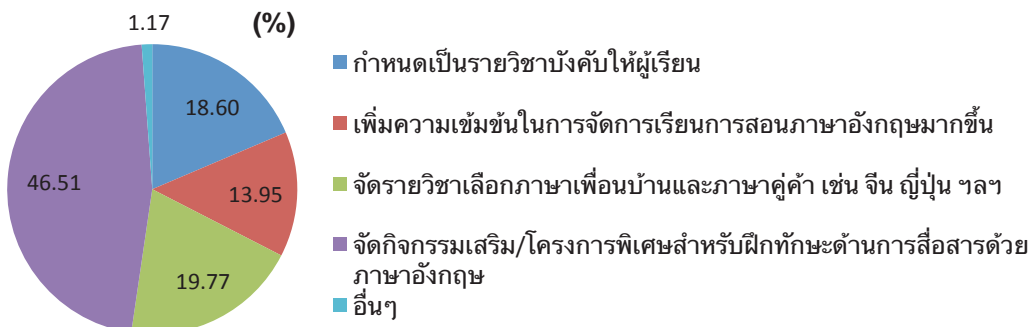 1.17
(%)
18.60
46.51
13.95
19.77
กำหนดเป็นรายวิชาบังคับให้ผู้เรียน
เพิ่มความเข้มข้นในการจัดการเรียนการสอนภาษาอังกฤษมากขึ้น
จัดรายวิชาเลือกภาษาเพื่อนบ้านและภาษาคู่ค้า เช่น จีน ญี่ปุ่น ฯลฯ
จัดกิจกรรมเสริม/โครงการพิเศษสำหรับฝึกทักษะด้านการสื่อสารด้วย
ภาษาอังกฤษ
อื่นๆ